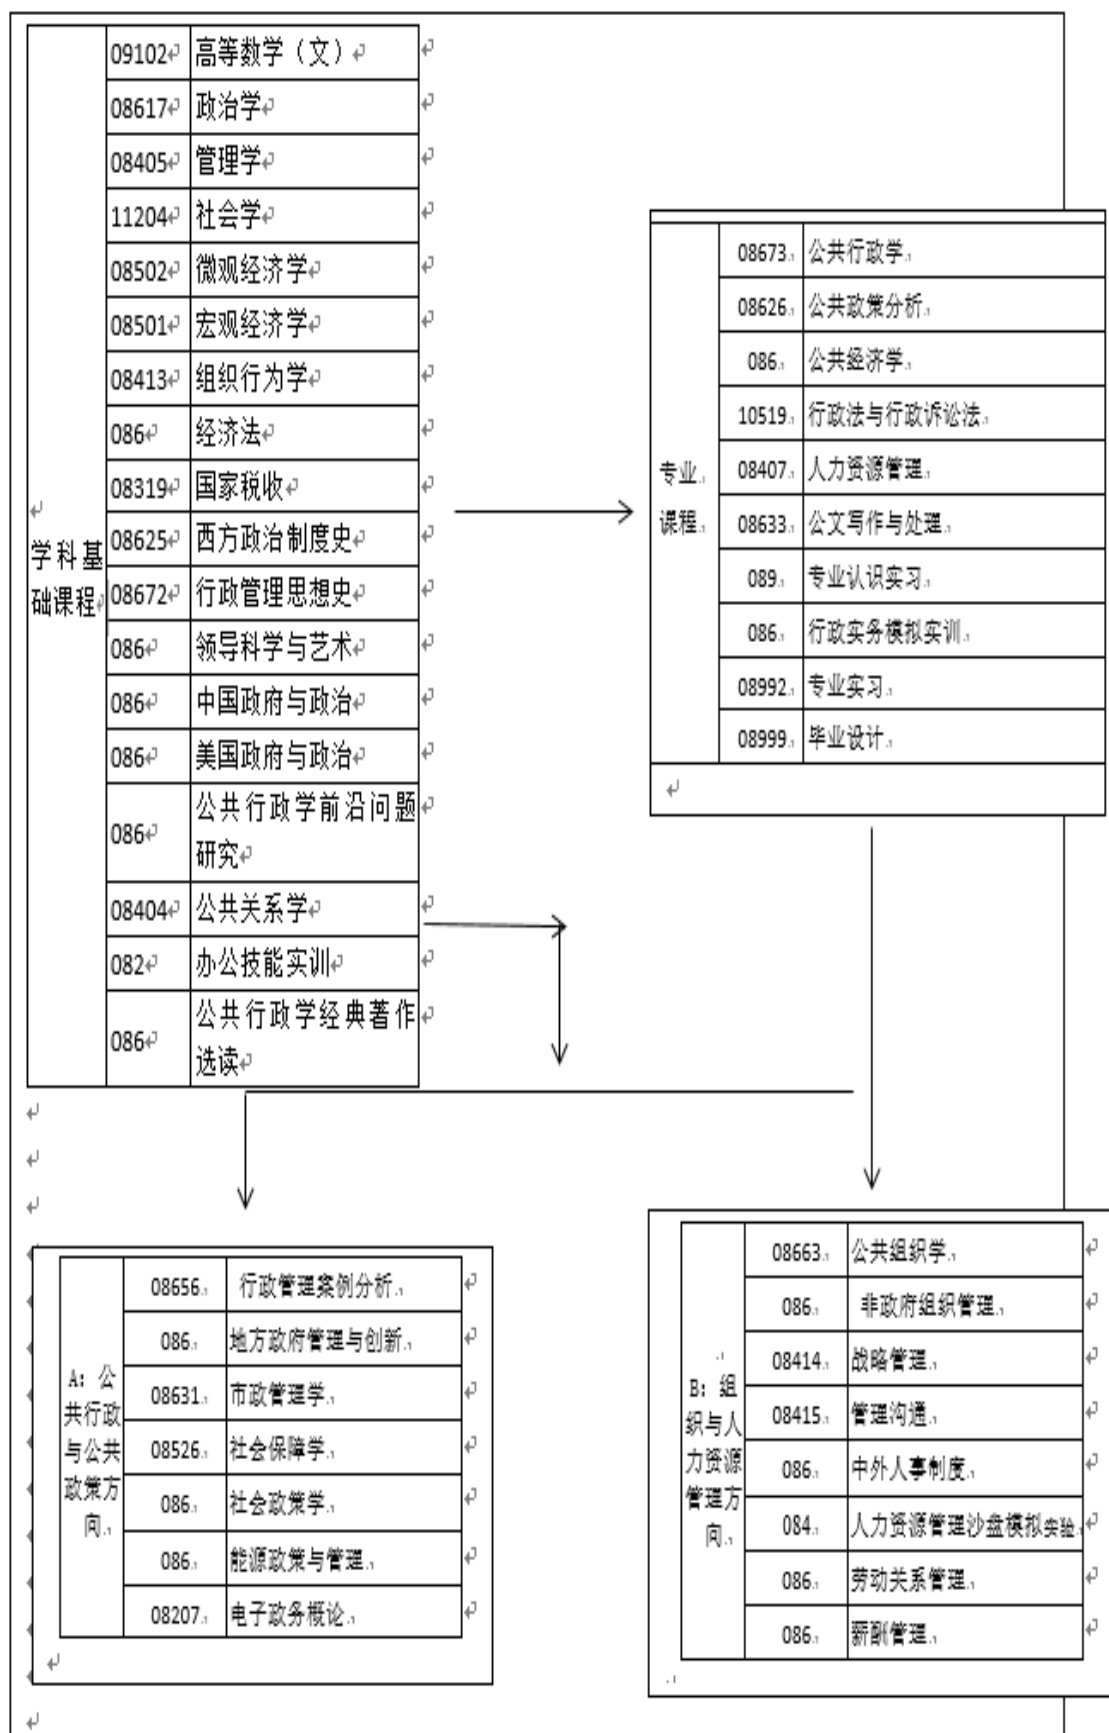 学科基
础课程
09102 高等数学（文）
08617 政治学
08405 管理学
11204 社会学
08502 微观经济学
08501 宏观经济学
08413 组织行为学
086 经济法
08319 国家税收
08625 西方政治制度史
08672 行政管理思想史
086 领导科学与艺术
086 中国政府与政治
086 美国政府与政治
086 公共行政学前沿问题
研究
08404 公共关系学
082 办公技能实训
086 公共行政学经典著作
选读
专业
课程
08673 公共行政学
08626 公共政策分析
086 公共经济学
10519 行政法与行政诉讼法
08407 人力资源管理
08633 公文写作与处理
089 专业认识实习
086 行政实务模拟实训
08992 专业实习
08999 毕业设计
A：公
共行政
与公共
政策方
向
08656 行政管理案例分析
086 地方政府管理与创新
08631 市政管理学
08526 社会保障学
086 社会政策学
086 能源政策与管理
08207 电子政务概论
B：组
织与人
力资源
管理方
向
08663 公共组织学
086 非政府组织管理
08414 战略管理
08415 管理沟通
086 中外人事制度
084 人力资源管理沙盘模拟实验
086 劳动关系管理
086 薪酬管理